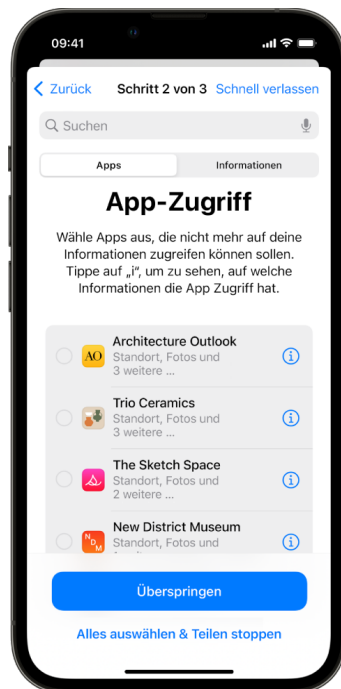 09:41
Zurück Schritt 2 von 3 Schnell verlassen
Suchen
Apps Informationen
App-Zugriff
Wähle Apps aus, die nicht mehr auf deine
Informationen zugreifen können sollen.
Tippe auf „i“, um zu sehen, auf welche
Informationen die App Zugriff hat.
AO
Architecture Outlook
Standort, Fotos und
3 weitere ...
Trio Ceramics
Standort, Fotos und
3 weitere ...
The Sketch Space
Standort, Fotos und
2 weitere ...
NDM
New District Museum
Standort, Fotos und
Überspringen
Alles auswählen & Teilen stoppen